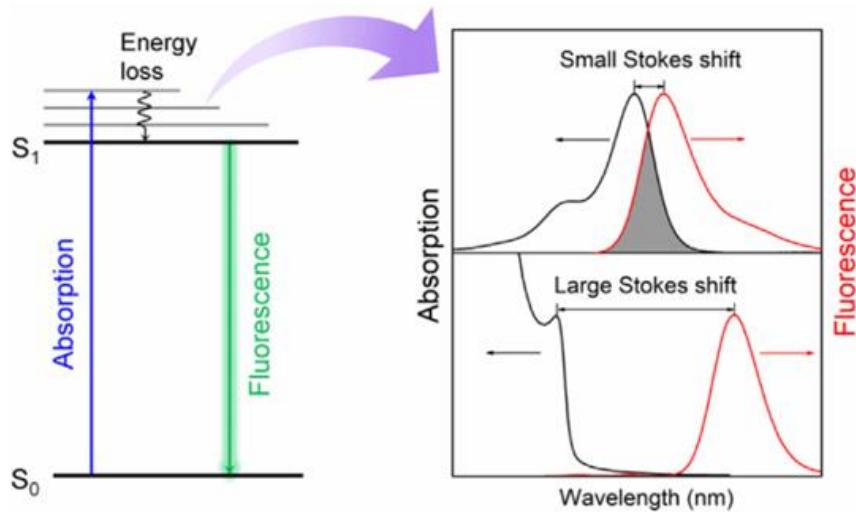 Energy
loss
S₁
Absorption
Fluorescence
S₀
Small Stokes shift
Large Stokes shift
Absorption
Fluorescence
Wavelength (nm)